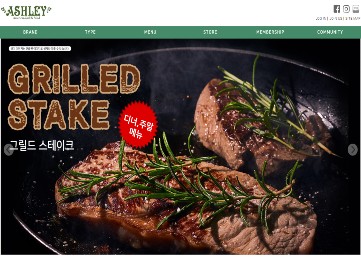 ASHLEY
BRAND
TYPE
MENU
STORE
MEMBERSHIP
COMMUNITY
GRILLED
STAKE
디너, 주말
메뉴
그릴드 스테이크